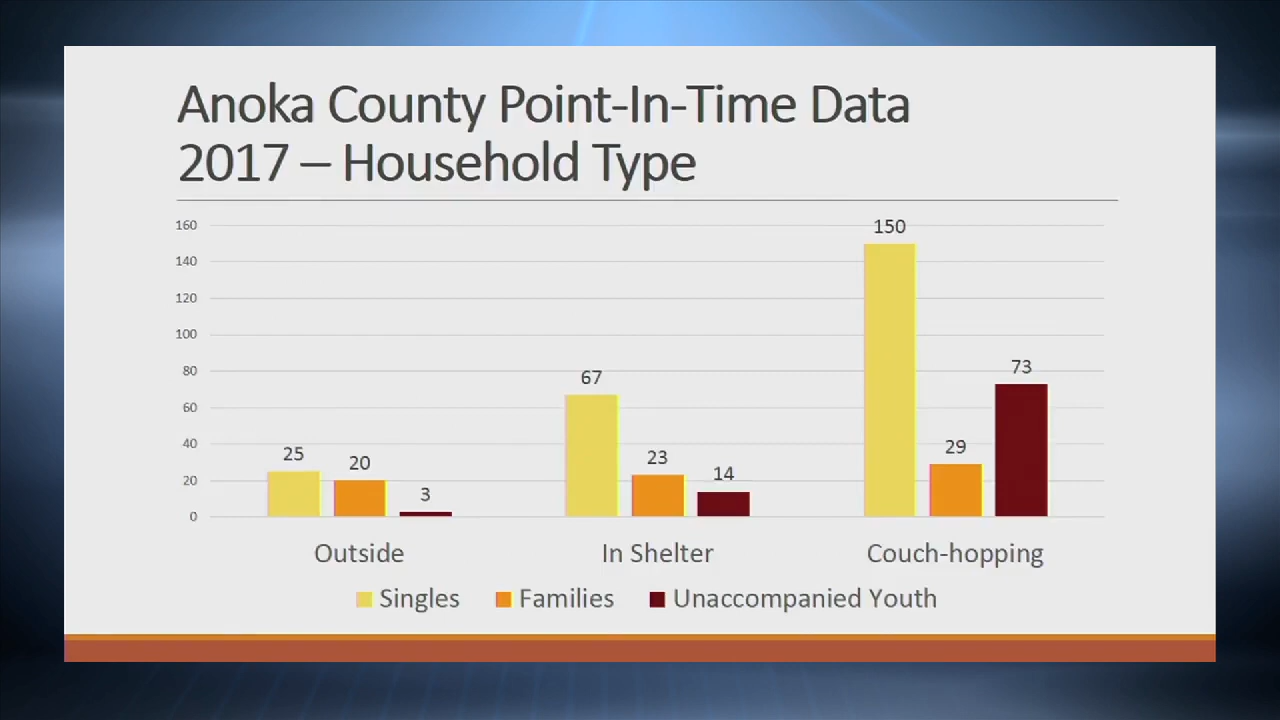 Anoka County Point-In-Time Data
2017 – Household Type
160
140
120
100
80
60
40
20
0
25
20
3
67
23
14
150
29
73
Outside
In Shelter
Couch-hopping
Singles
Families
Unaccompanied Youth